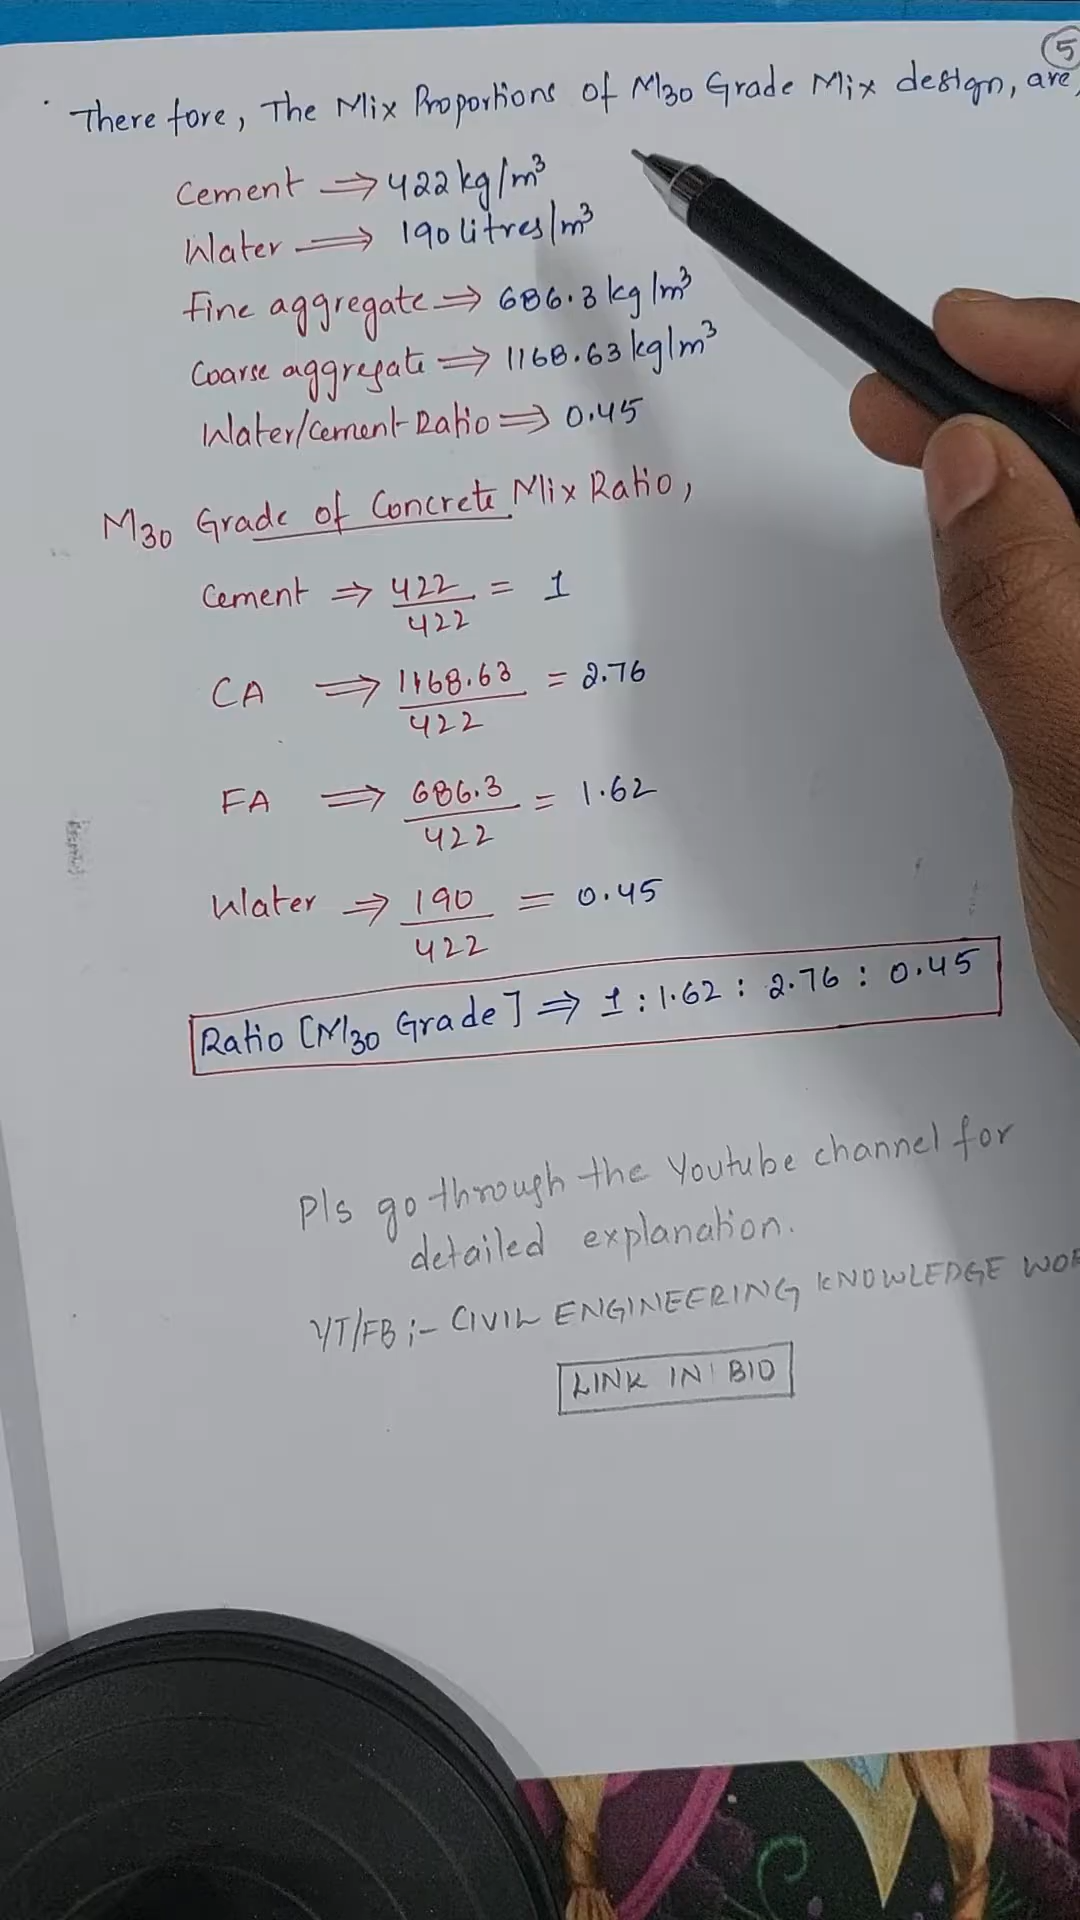 5
Therefore, The Mix Proportions of M30 Grade Mix design, are,
Cement ⇒ 422 kg/m³
Water ⇒ 190 litres/m³
Fine aggregate ⇒ 686.3 kg/m³
Coarse aggregate ⇒ 1168.63 kg/m³
Water/Cement Ratio ⇒ 0.45
M30 Grade of Concrete Mix Ratio,
Cement ⇒ 422/422 = 1
CA ⇒ 1168.63/422 = 2.76
FA ⇒ 686.3/422 = 1.62
Water ⇒ 190/422 = 0.45
Ratio [M30 Grade] ⇒ 1 : 1.62 : 2.76 : 0.45
Pls go through the Youtube channel for
detailed explanation.
YT/FB :- CIVIL ENGINEERING KNOWLEDGE
LINK IN BIO